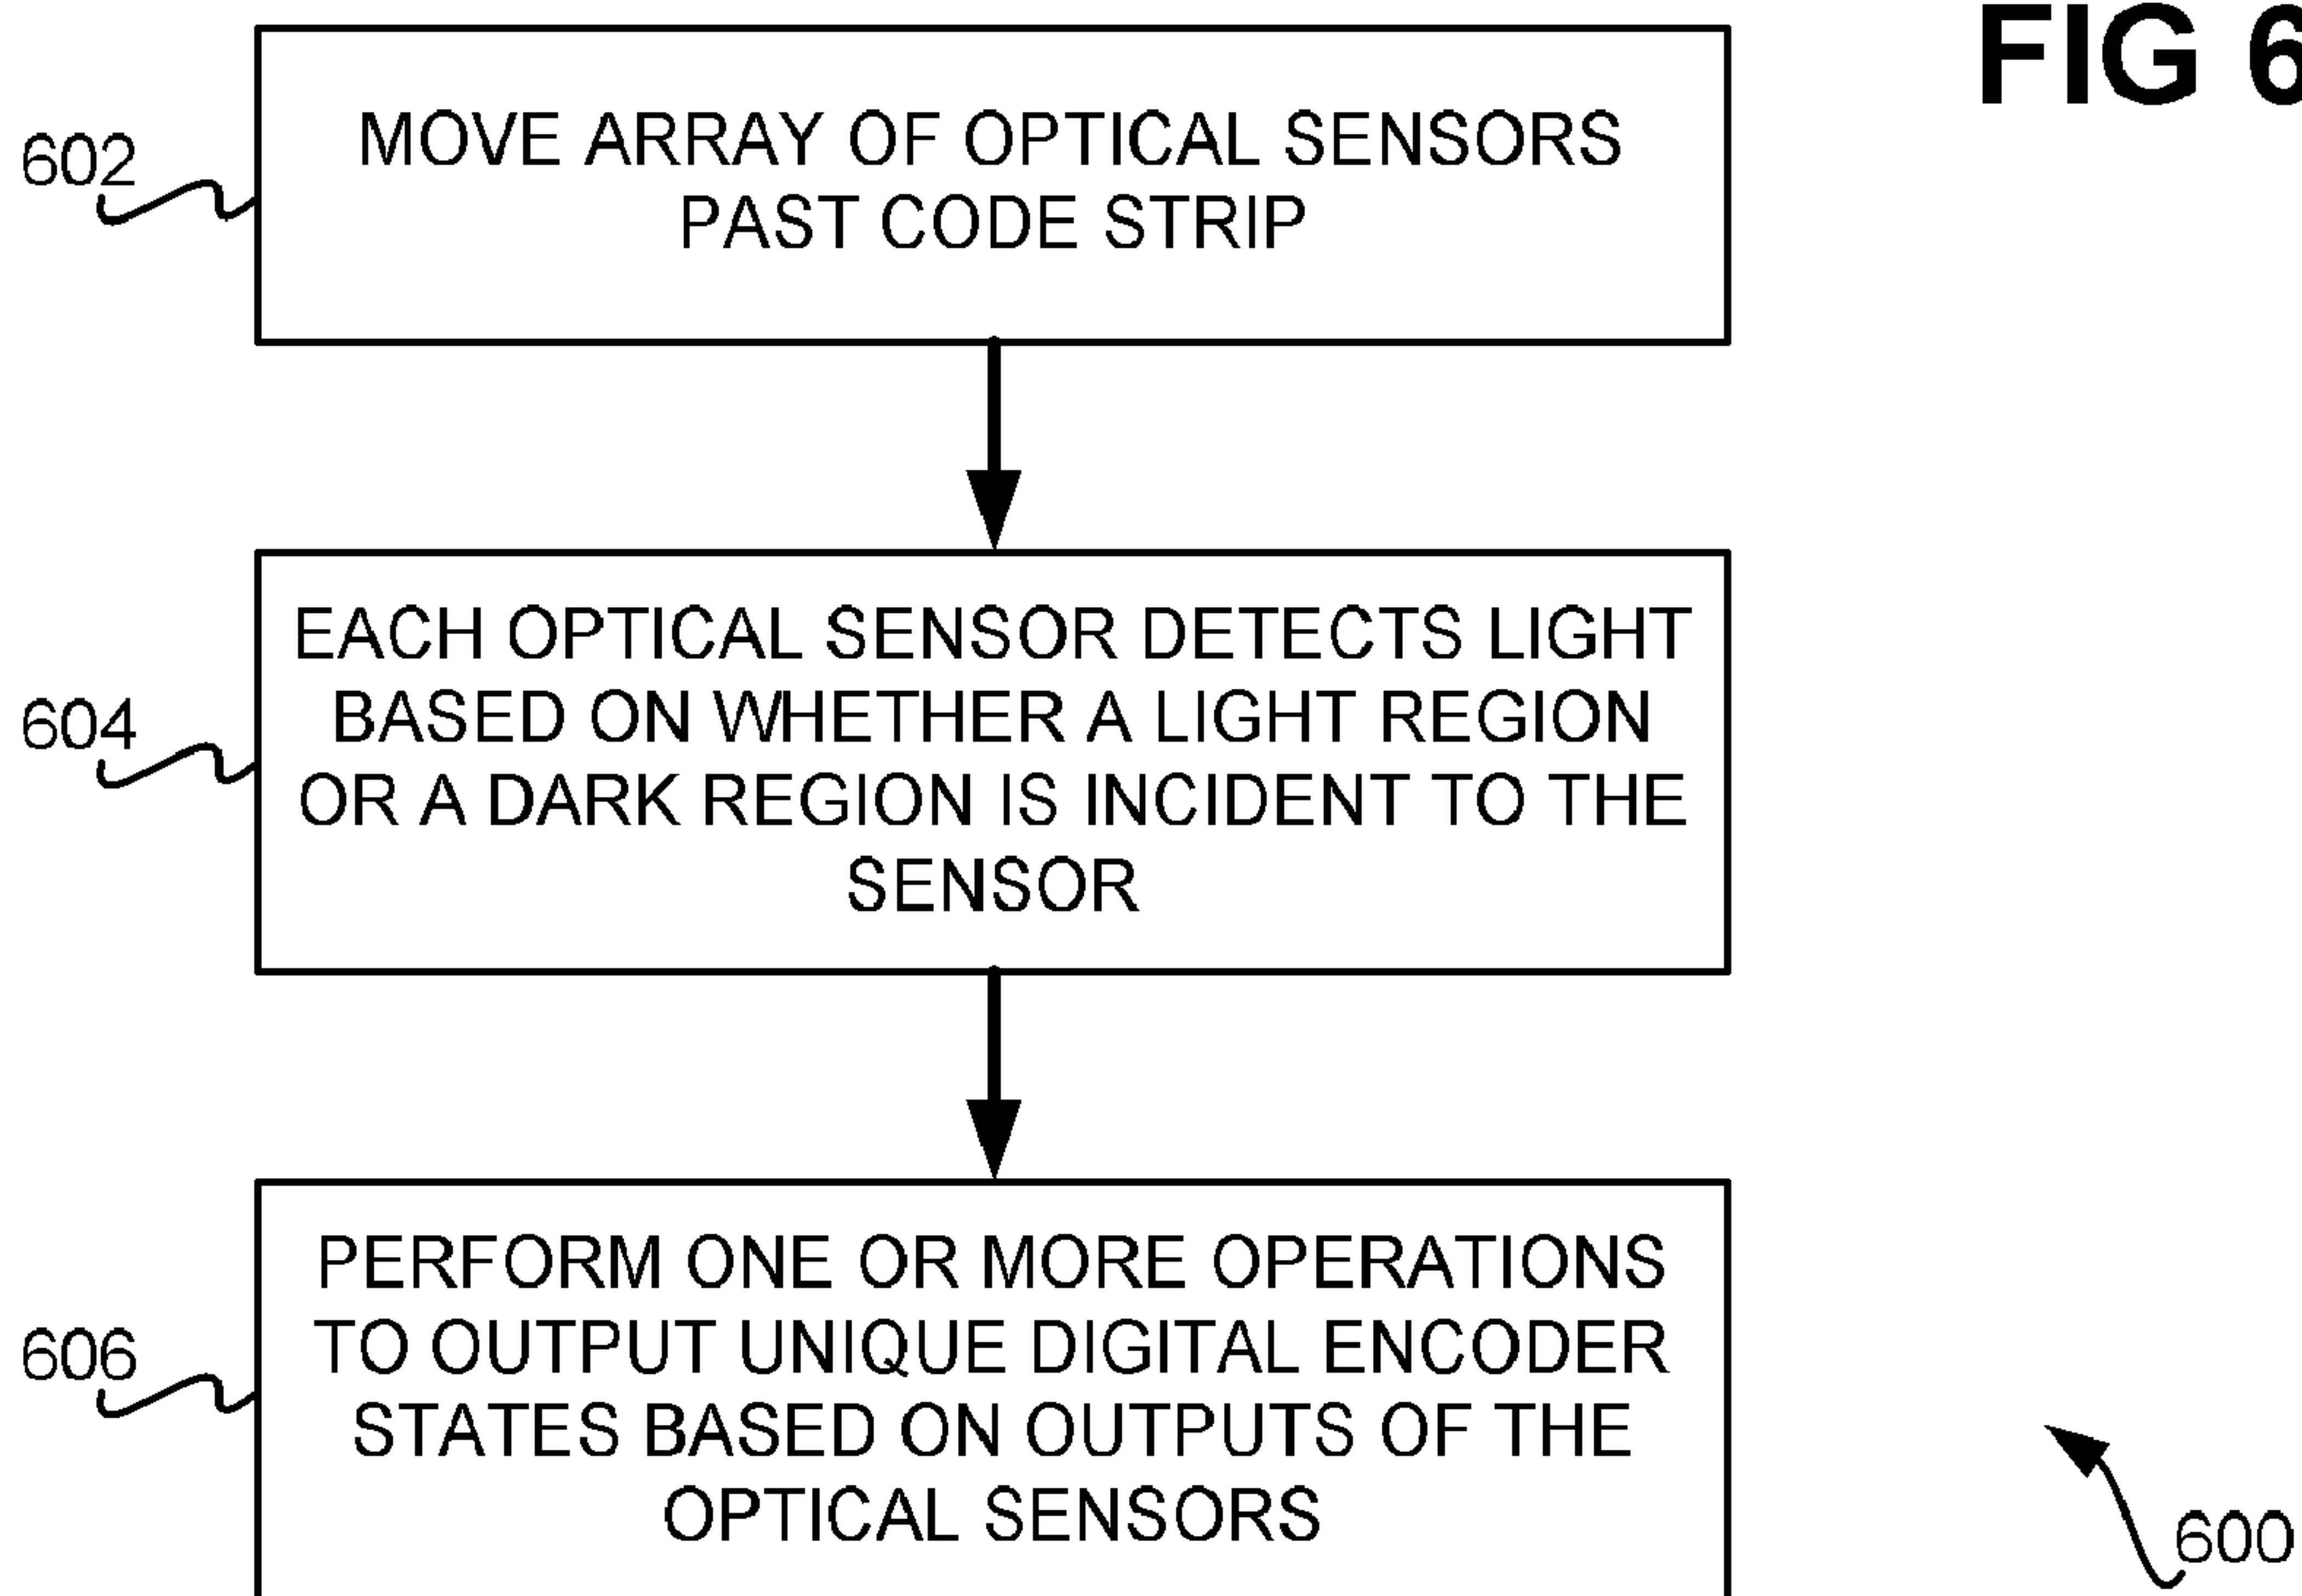 FIG 6
602
MOVE ARRAY OF OPTICAL SENSORS
PAST CODE STRIP
604
EACH OPTICAL SENSOR DETECTS LIGHT
BASED ON WHETHER A LIGHT REGION
OR A DARK REGION IS INCIDENT TO THE
SENSOR
606
PERFORM ONE OR MORE OPERATIONS
TO OUTPUT UNIQUE DIGITAL ENCODER
STATES BASED ON OUTPUTS OF THE
OPTICAL SENSORS
600